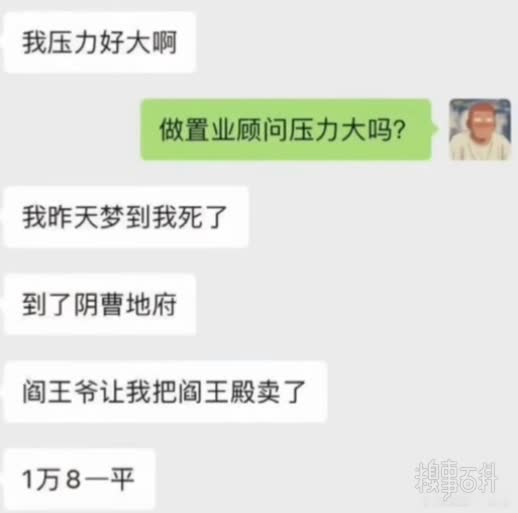 我压力好大啊
做置业顾问压力大吗?
我昨天梦到我死了
到了阴曹地府
阎王爷让我把阎王殿卖了
1万8一平
糗事百科